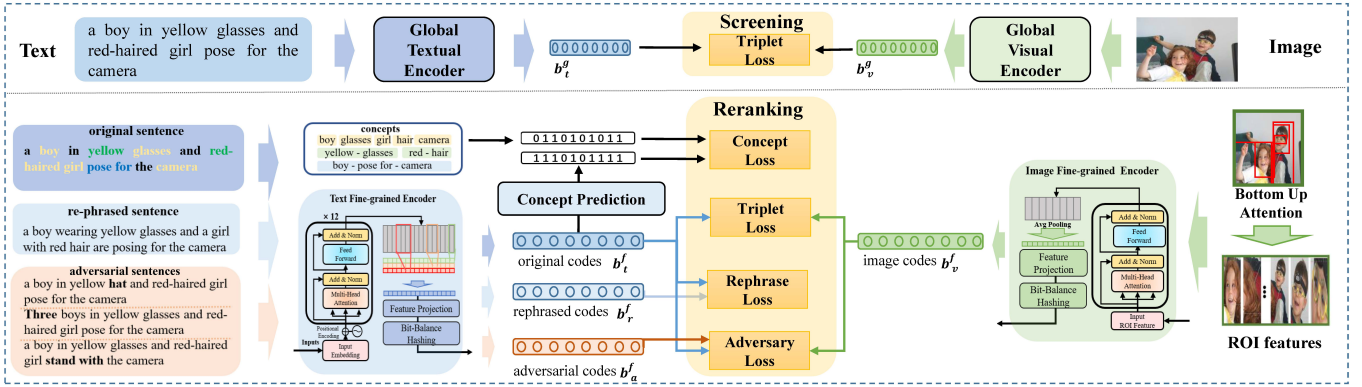 Text
a boy in yellow glasses and
red-haired girl pose for the
camera
Global
Textual
Encoder
b_t^g
Screening
Triplet
Loss
b_v^g
Global
Visual
Encoder
Image
original sentence
a boy in yellow glasses and red-
haired girl pose for the camera
re-phrased sentence
a boy wearing yellow glasses and a girl
with red hair are posing for the camera
adversarial sentences
a boy in yellow hat and red-haired girl
pose for the camera
Three boys in yellow glasses and red-
haired girl pose for the camera
a boy in yellow glasses and red-haired
girl stand with the camera
concepts
boy glasses girl hair camera
yellow - glasses red - hair
boy - pose for - camera
Text Fine-grained Encoder
× 12
Add & Norm
Feed
Forward
Add & Norm
Multi-Head
Attention
Positional
Encoding
Inputs
Input
Embedding
Feature Projection
Bit-Balance
Hashing
0110101011
1110101111
Concept Prediction
original codes b_t^f
rephrased codes b_r^f
adversarial codes b_a^f
Reranking
Concept
Loss
Triplet
Loss
Rephrase
Loss
Adversary
Loss
image codes b_v^f
Image Fine-grained Encoder
Avg Pooling
Feature
Projection
Bit-Balance
Hashing
Add & Norm
Feed
Forward
Add & Norm
Multi-Head
Attention
Input
ROI Feature
Bottom Up
Attention
ROI features